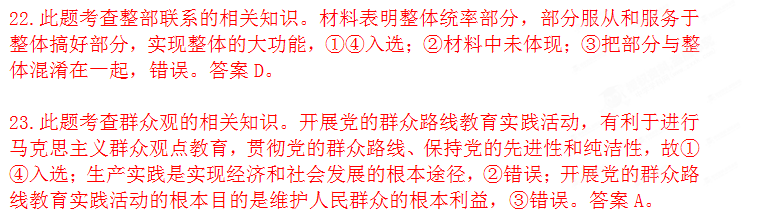 22.此题考查整部联系的相关知识。材料表明整体统率部分，部分服从和服务于
整体搞好部分，实现整体的大功能，①④入选；②材料中未体现；③把部分与整
体混淆在一起，错误。答案D。
23.此题考查群众观的相关知识。开展党的群众路线教育实践活动，有利于进行
马克思主义群众观点教育，贯彻党的群众路线、保持党的先进性和纯洁性，故①
④入选；生产实践是实现经济和社会发展的根本途径，②错误；开展党的群众路
线教育实践活动的根本目的是维护人民群众的根本利益，③错误。答案A。